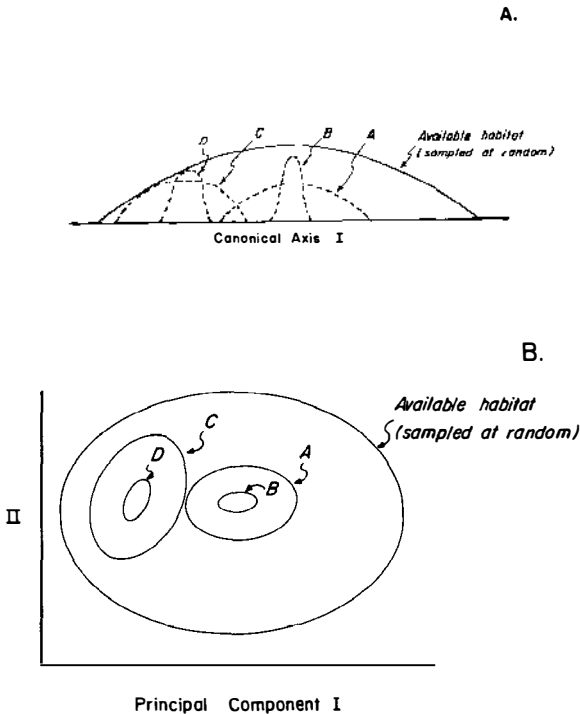 A.
D C B A Available habitat
(sampled at random)
Canonical Axis I
B.
Available habitat
(sampled at random)
C
A
D
B
II
Principal Component I